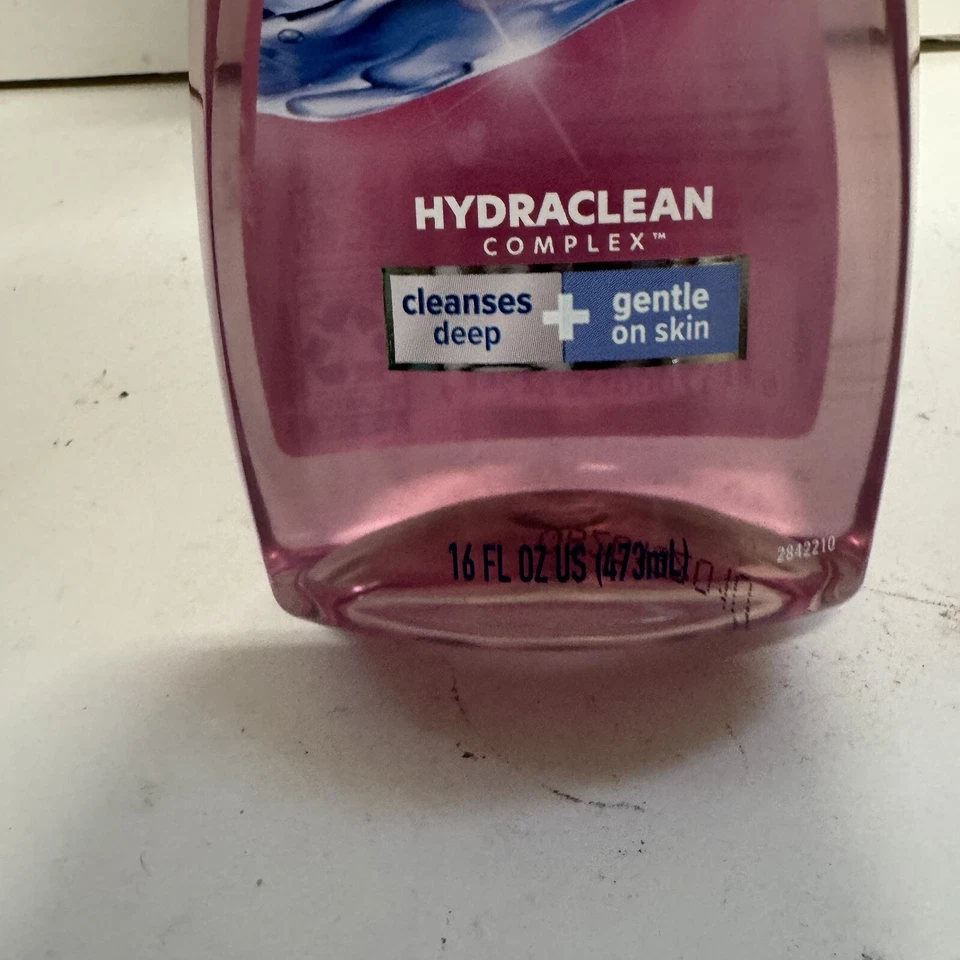 HYDRACLEAN
COMPLEX™
cleanses
deep
+
gentle
on skin
16 FL OZ US (473mL)
2842210